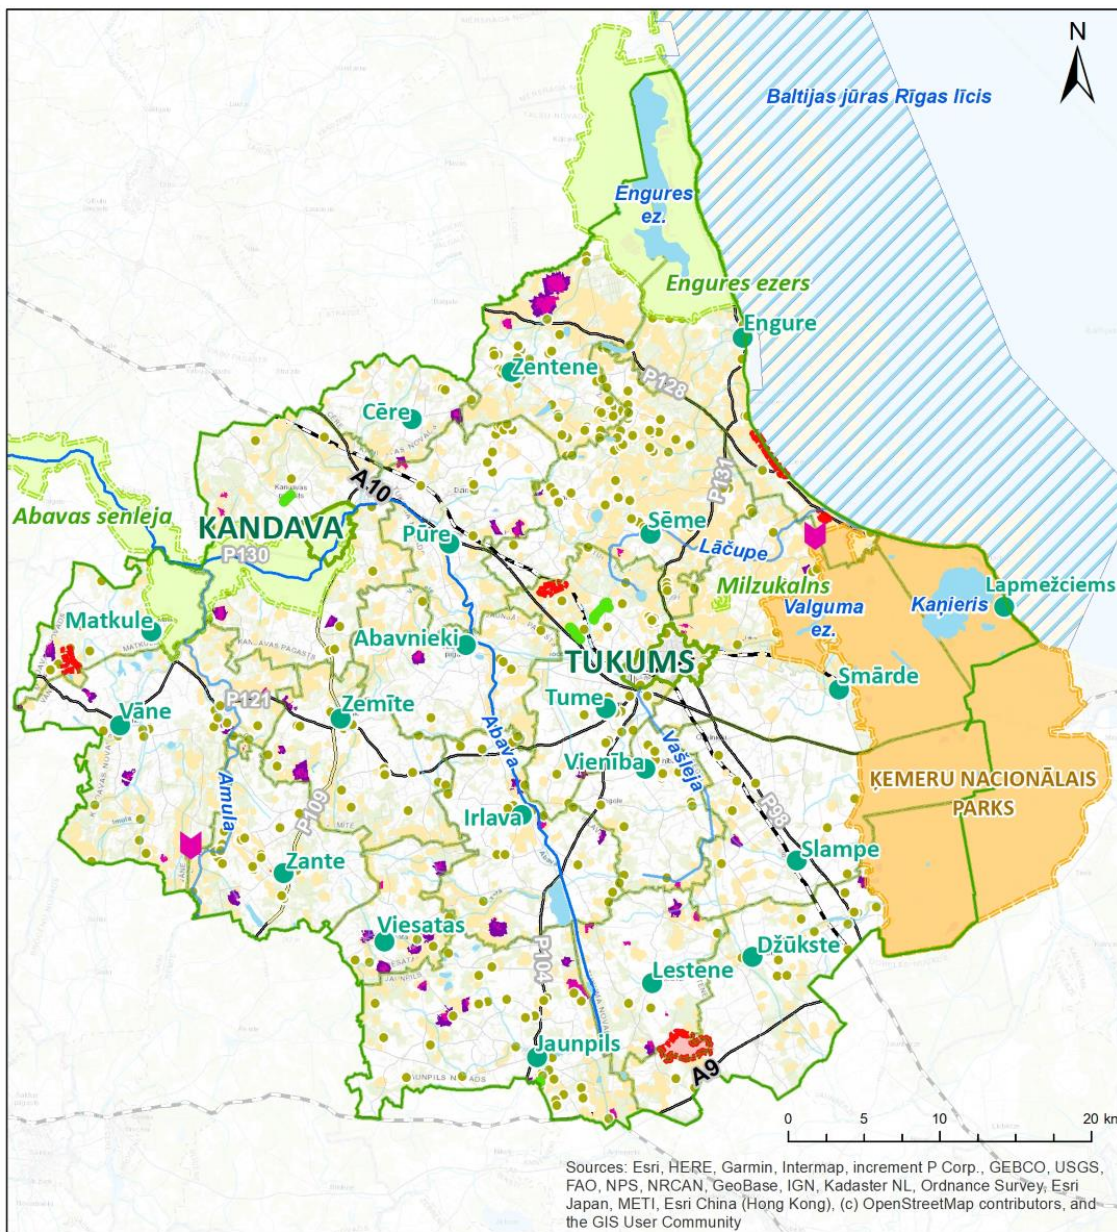 N
Baltijas jūras Rīgas līcis
Engures
ez.
Engures ezers
Engure
Zentene
P128
Cēre
A10
P131
Abavas senleja
KANDAVA
P130
Pūre
Sēme
Lāčupe
Milzukalns
Valguma
ez.
Kaņieris
Lapmežciems
Matkule
Abavnieki
TUKUMS
Smārde
Vāne
P121
Zemīte
Tume
Abava
Vašleja
Vienība
Amula
P109
Irlava
P98
ĶEMERU NACIONĀLAIS
PARKS
Zante
Slampe
Viesatas
P104
Džūkste
Lestene
Jaunpils
A9
0 5 10 20 km
Sources: Esri, HERE, Garmin, Intermap, increment P Corp., GEBCO, USGS,
FAO, NPS, NRCAN, GeoBase, IGN, Kadaster NL, Ordnance Survey, Esri
Japan, METI, Esri China (Hong Kong), (c) OpenStreetMap contributors, and
the GIS User Community